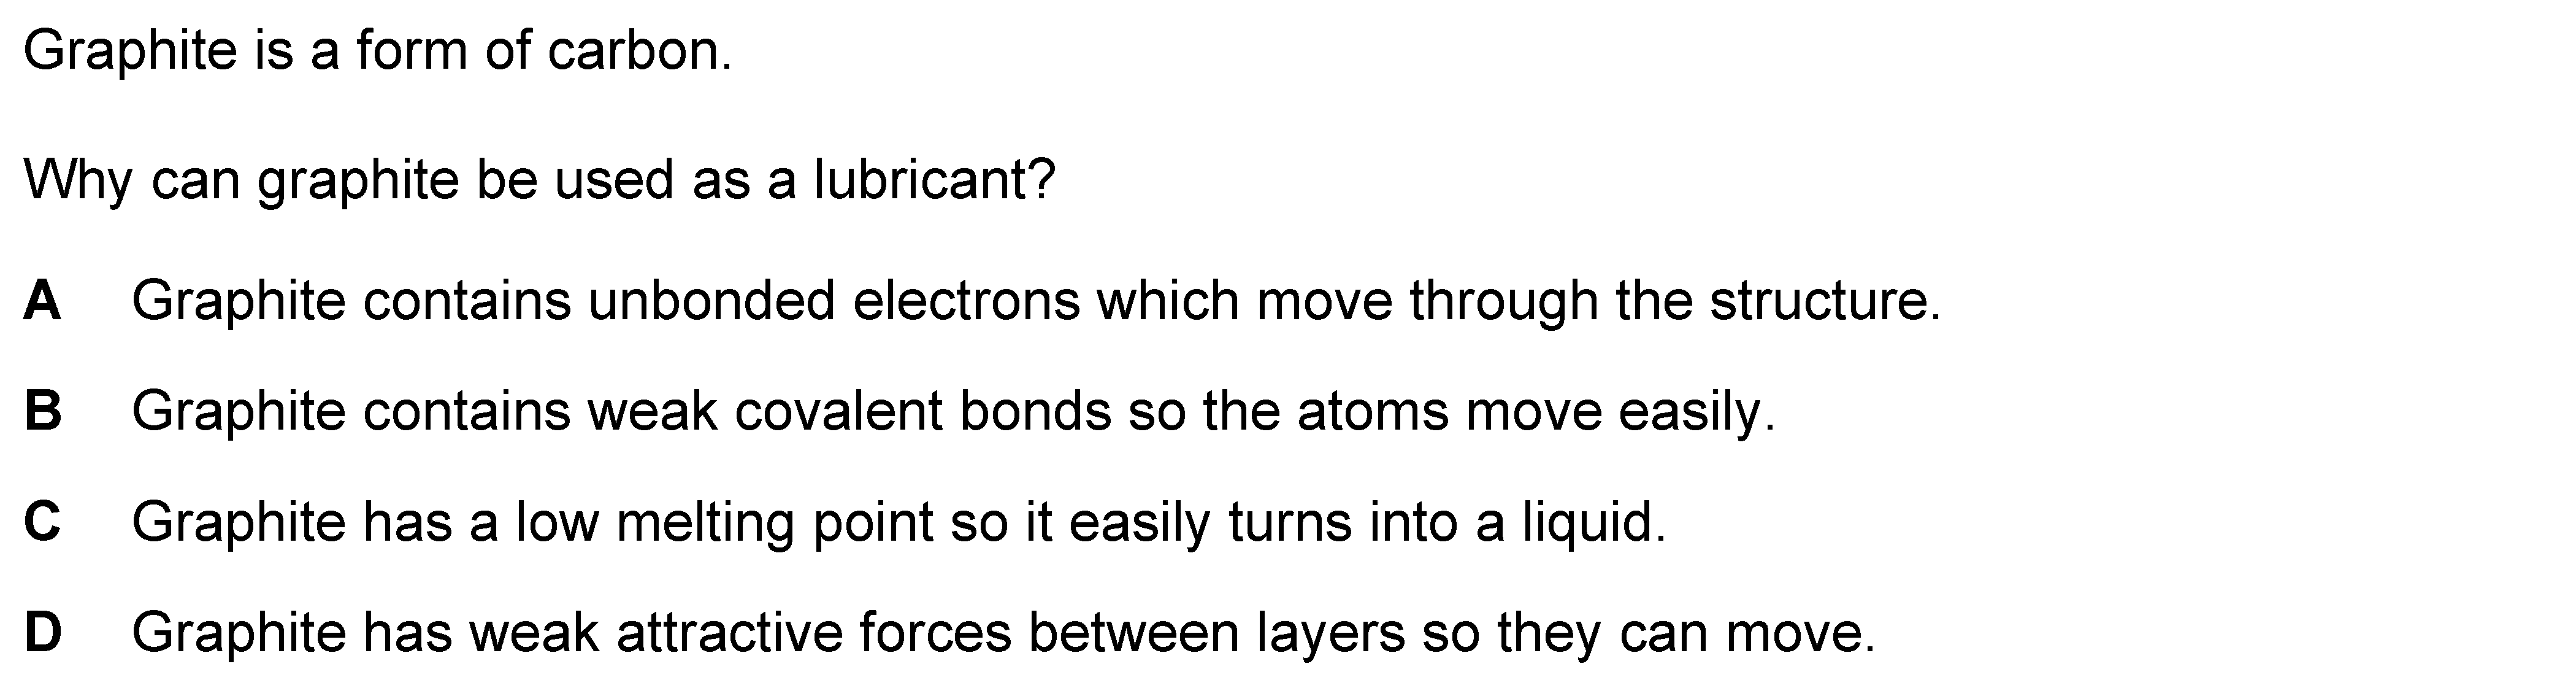 Graphite is a form of carbon.
Why can graphite be used as a lubricant?
A Graphite contains unbonded electrons which move through the structure.
B Graphite contains weak covalent bonds so the atoms move easily.
C Graphite has a low melting point so it easily turns into a liquid.
D Graphite has weak attractive forces between layers so they can move.